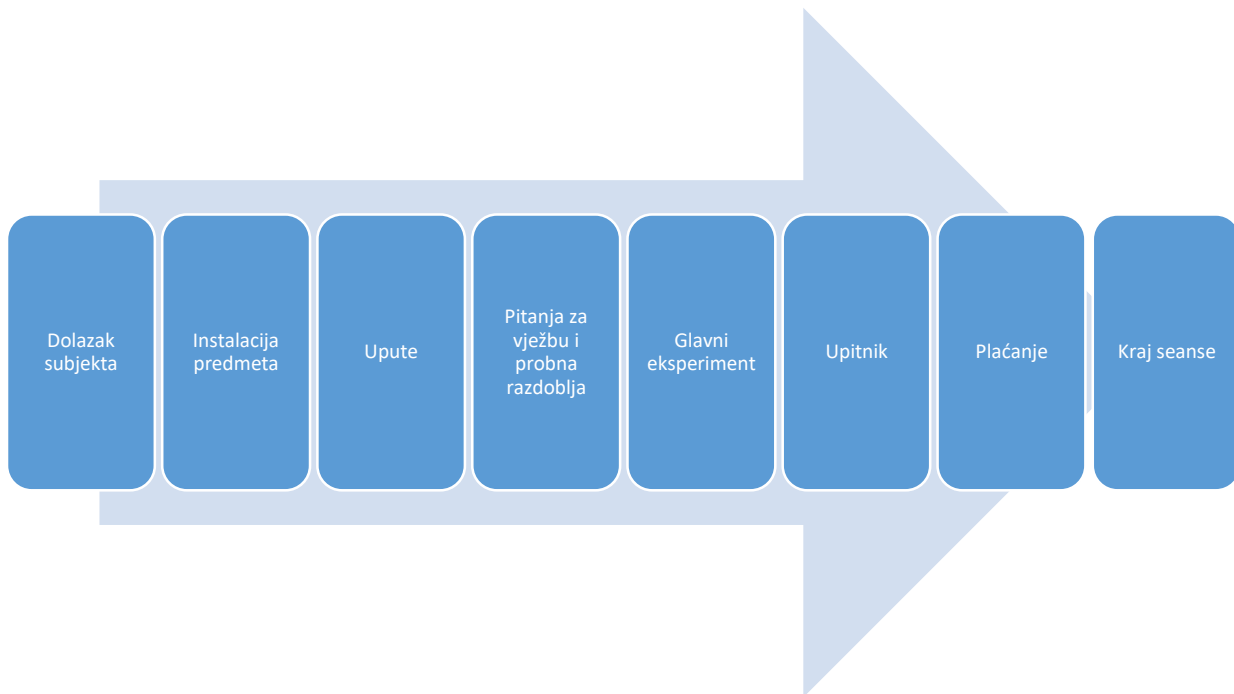 Dolazak
subjekta
Instalacija
predmeta
Upute
Pitanja za
vježbu i
probna
razdoblja
Glavni
eksperiment
Upitnik
Plaćanje
Kraj seanse